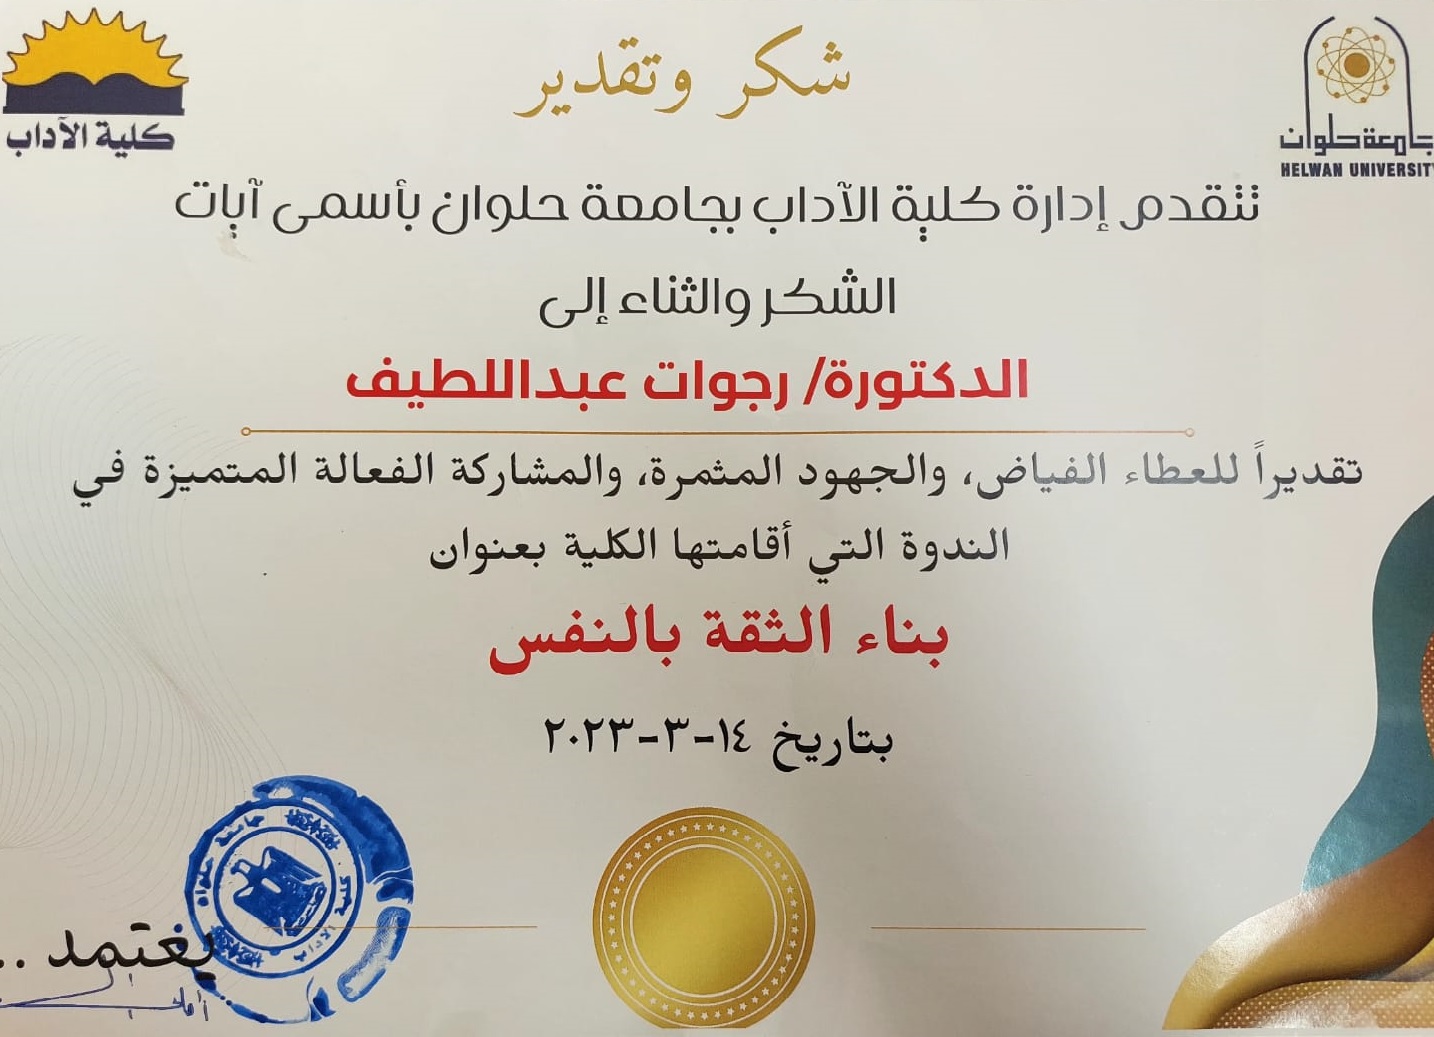 كلية الآداب
شكر وتقدير
جامعة حلوان
HELWAN UNIVERSITY
تتقدم إدارة كلية الآداب بجامعة حلوان بأسمى آيات
الشكر والثناء إلى
الدكتورة/ رجوات عبداللطيف
تقديراً للعطاء الفياض، والجهود المثمرة، والمشاركة الفعالة المتميزة في
الندوة التي أقامتها الكلية بعنوان
بناء الثقة بالنفس
بتاريخ ١٤-٣-٢٠٢٣
جامعة حلوان
كلية الآداب
يعتمد ..